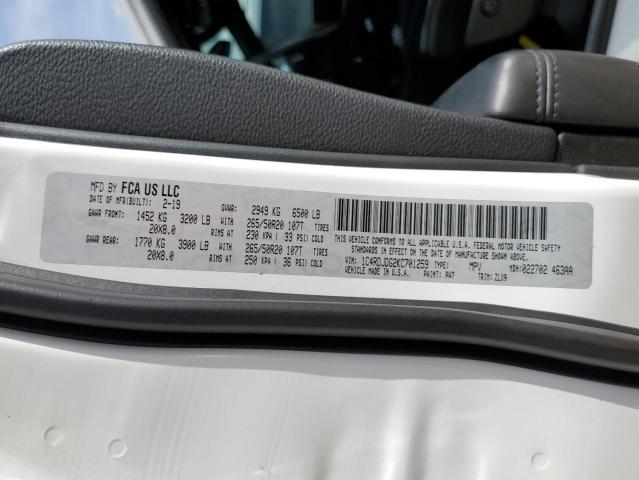 MFD BY FCA US LLC
DATE OF MFR(BUILT): 2-19 GVWR: 2949 KG 6500 LB
GAWR FRONT: 1452 KG 3200 LB WITH 265/50R20 107T TIRES
20X8.0 RIMS AT 230 KPA ( 33 PSI) COLD
GAWR REAR: 1770 KG 3900 LB WITH 265/50R20 107T TIRES
20X8.0 RIMS AT 250 KPA ( 36 PSI) COLD
THIS VEHICLE CONFORMS TO ALL APPLICABLE U.S.A. FEDERAL MOTOR VEHICLE SAFETY
STANDARDS IN EFFECT ON THE DATE OF MANUFACTURE SHOWN ABOVE.
VEHICLE MADE IN U.S.A.
VIN: 1C4RDJDG2KC701259 TYPE: MPV MDH:022702 463AA
PAINT: PW7 TRIM: 2LV9